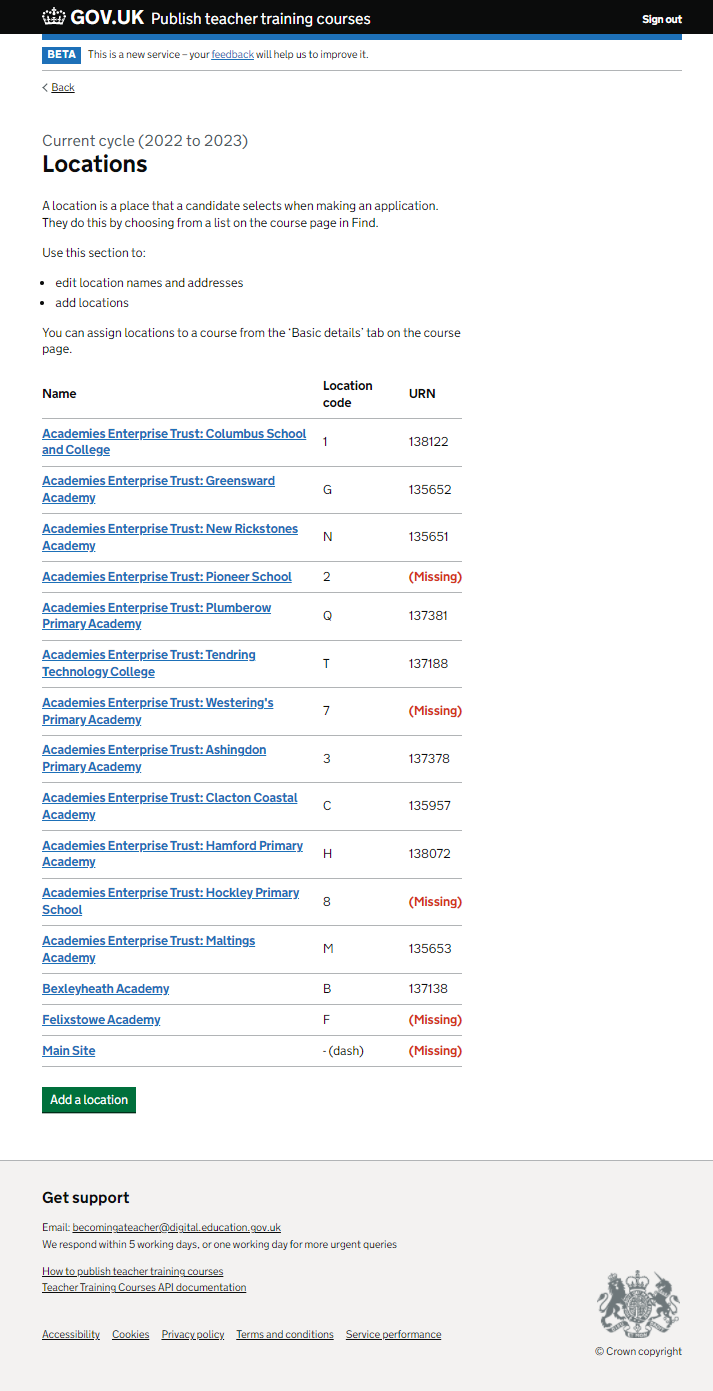 GOV.UK Publish teacher training courses
Sign out
BETA This is a new service – your feedback will help us to improve it.
Back
Current cycle (2022 to 2023)
Locations
A location is a place that a candidate selects when making an application.
They do this by choosing from a list on the course page in Find.
Use this section to:
• edit location names and addresses
• add locations
You can assign locations to a course from the ‘Basic details’ tab on the course
page.
Name Location code URN
Academies Enterprise Trust: Columbus School
and College 1 138122
Academies Enterprise Trust: Greensward
Academy G 135652
Academies Enterprise Trust: New Rickstones
Academy N 135651
Academies Enterprise Trust: Pioneer School 2 (Missing)
Academies Enterprise Trust: Plumberow
Primary Academy Q 137381
Academies Enterprise Trust: Tendring
Technology College T 137188
Academies Enterprise Trust: Westering's
Primary Academy 7 (Missing)
Academies Enterprise Trust: Ashingdon
Primary Academy 3 137378
Academies Enterprise Trust: Clacton Coastal
Academy C 135957
Academies Enterprise Trust: Hamford Primary
Academy H 138072
Academies Enterprise Trust: Hockley Primary
School 8 (Missing)
Academies Enterprise Trust: Maltings
Academy M 135653
Bexleyheath Academy B 137138
Felixstowe Academy F (Missing)
Main Site - (dash) (Missing)
Add a location
Get support
Email: becomingateacher@digital.education.gov.uk
We respond within 5 working days, or one working day for more urgent queries
How to publish teacher training courses
Teacher Training Courses API documentation
Accessibility Cookies Privacy policy Terms and conditions Service performance
© Crown copyright